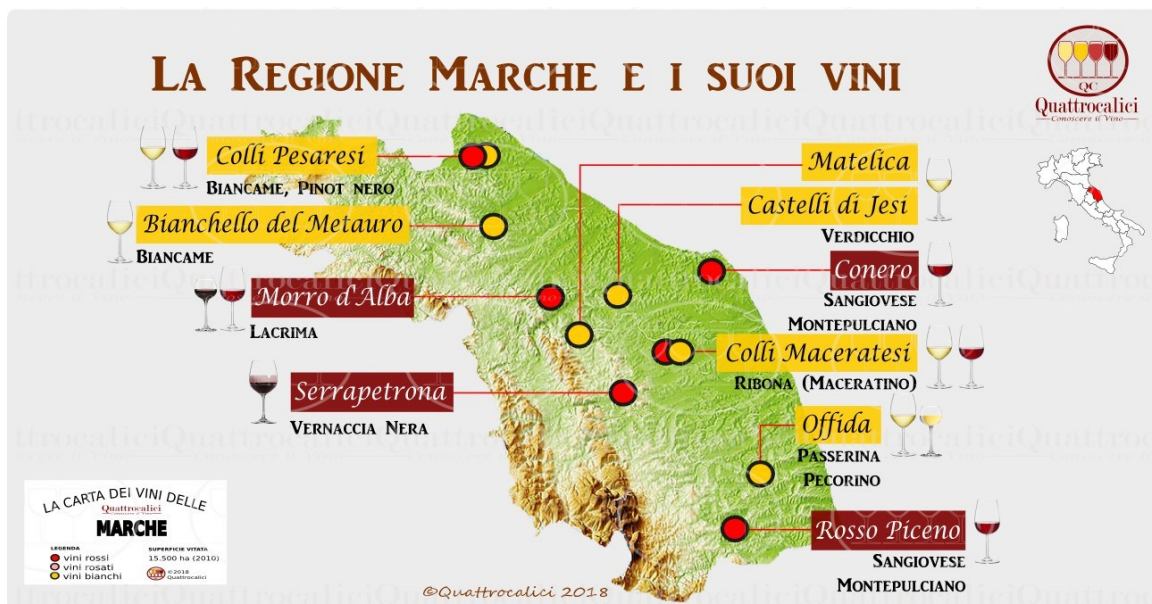 La Regione Marche e i suoi vini
QC
Quattrocalici
Conoscere il Vino
Colli Pesaresi
Biancame, Pinot nero
Bianchello del Metauro
Biancame
Morro d'Alba
Lacrima
Serrapetrona
Vernaccia Nera
Matelica
Castelli di Jesi
Verdicchio
Conero
Sangiovese
Montepulciano
Colli Maceratesi
Ribona (Maceratino)
Offida
Passerina
Pecorino
Rosso Piceno
Sangiovese
Montepulciano
LA CARTA DEI VINI DELLE
Quattrocalici
Conoscere il Vino
MARCHE
LEGENDA
vini rossi
vini rosati
vini bianchi
SUPERFICIE VITATA
15.500 ha (2010)
©2018
Quattrocalici
©Quattrocalici 2018